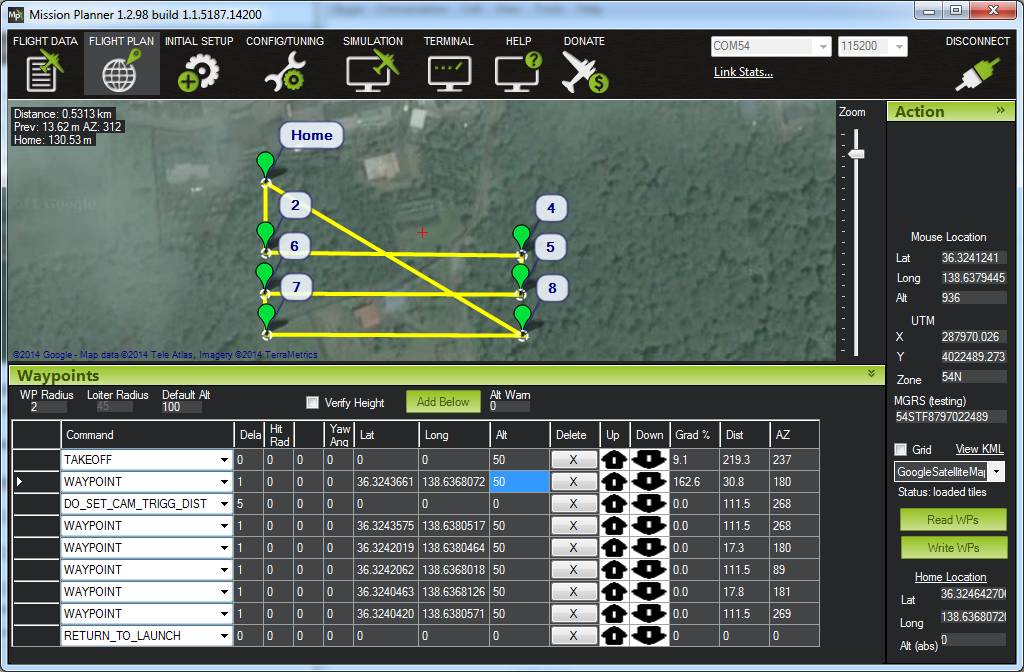 Mission Planner 1.2.98 build 1.1.5187.14200
FLIGHT DATA FLIGHT PLAN INITIAL SETUP CONFIG/TUNING SIMULATION TERMINAL HELP DONATE
COM54 115200 DISCONNECT
Link Stats...
Distance: 0.5313 km
Prev: 13.62 m AZ: 312
Home: 130.53 m
Home
2
4
6
5
7
8
©2014 Google - Map data ©2014 Tele Atlas, Imagery ©2014 TerraMetrics
Zoom
Action »
Mouse Location
Lat 36.3241241
Long 138.6379445
Alt 936
UTM
X 287970.026
Y 4022489.273
Zone 54N
MGRS (testing)
54STF8797022489
Grid View KML
GoogleSatelliteMap
Status: loaded tiles
Read WPs
Write WPs
Home Location
Lat 36.324642706
Long 138.63680720
Alt (abs) 0
Waypoints
WP Radius Loiter Radius Default Alt
2 45 100
Verify Height Add Below Alt Warn
0
Command Dela Hit Rad Yaw Ang Lat Long Alt Delete Up Down Grad % Dist AZ
TAKEOFF 0 0 0 0 0 0 50 X 9.1 219.3 237
WAYPOINT 1 0 0 0 36.3243661 138.6368072 50 X 162.6 30.8 180
DO_SET_CAM_TRIGG_DIST 5 0 0 0 0 0 0 X 0.0 111.5 268
WAYPOINT 1 0 0 0 36.3243575 138.6380517 50 X 0.0 111.5 268
WAYPOINT 1 0 0 0 36.3242019 138.6380464 50 X 0.0 17.3 180
WAYPOINT 1 0 0 0 36.3242062 138.6368018 50 X 0.0 111.5 89
WAYPOINT 1 0 0 0 36.3240463 138.6368126 50 X 0.0 17.8 181
WAYPOINT 1 0 0 0 36.3240420 138.6380571 50 X 0.0 111.5 269
RETURN_TO_LAUNCH 0 0 0 0 0 0 0 X 0 0 0